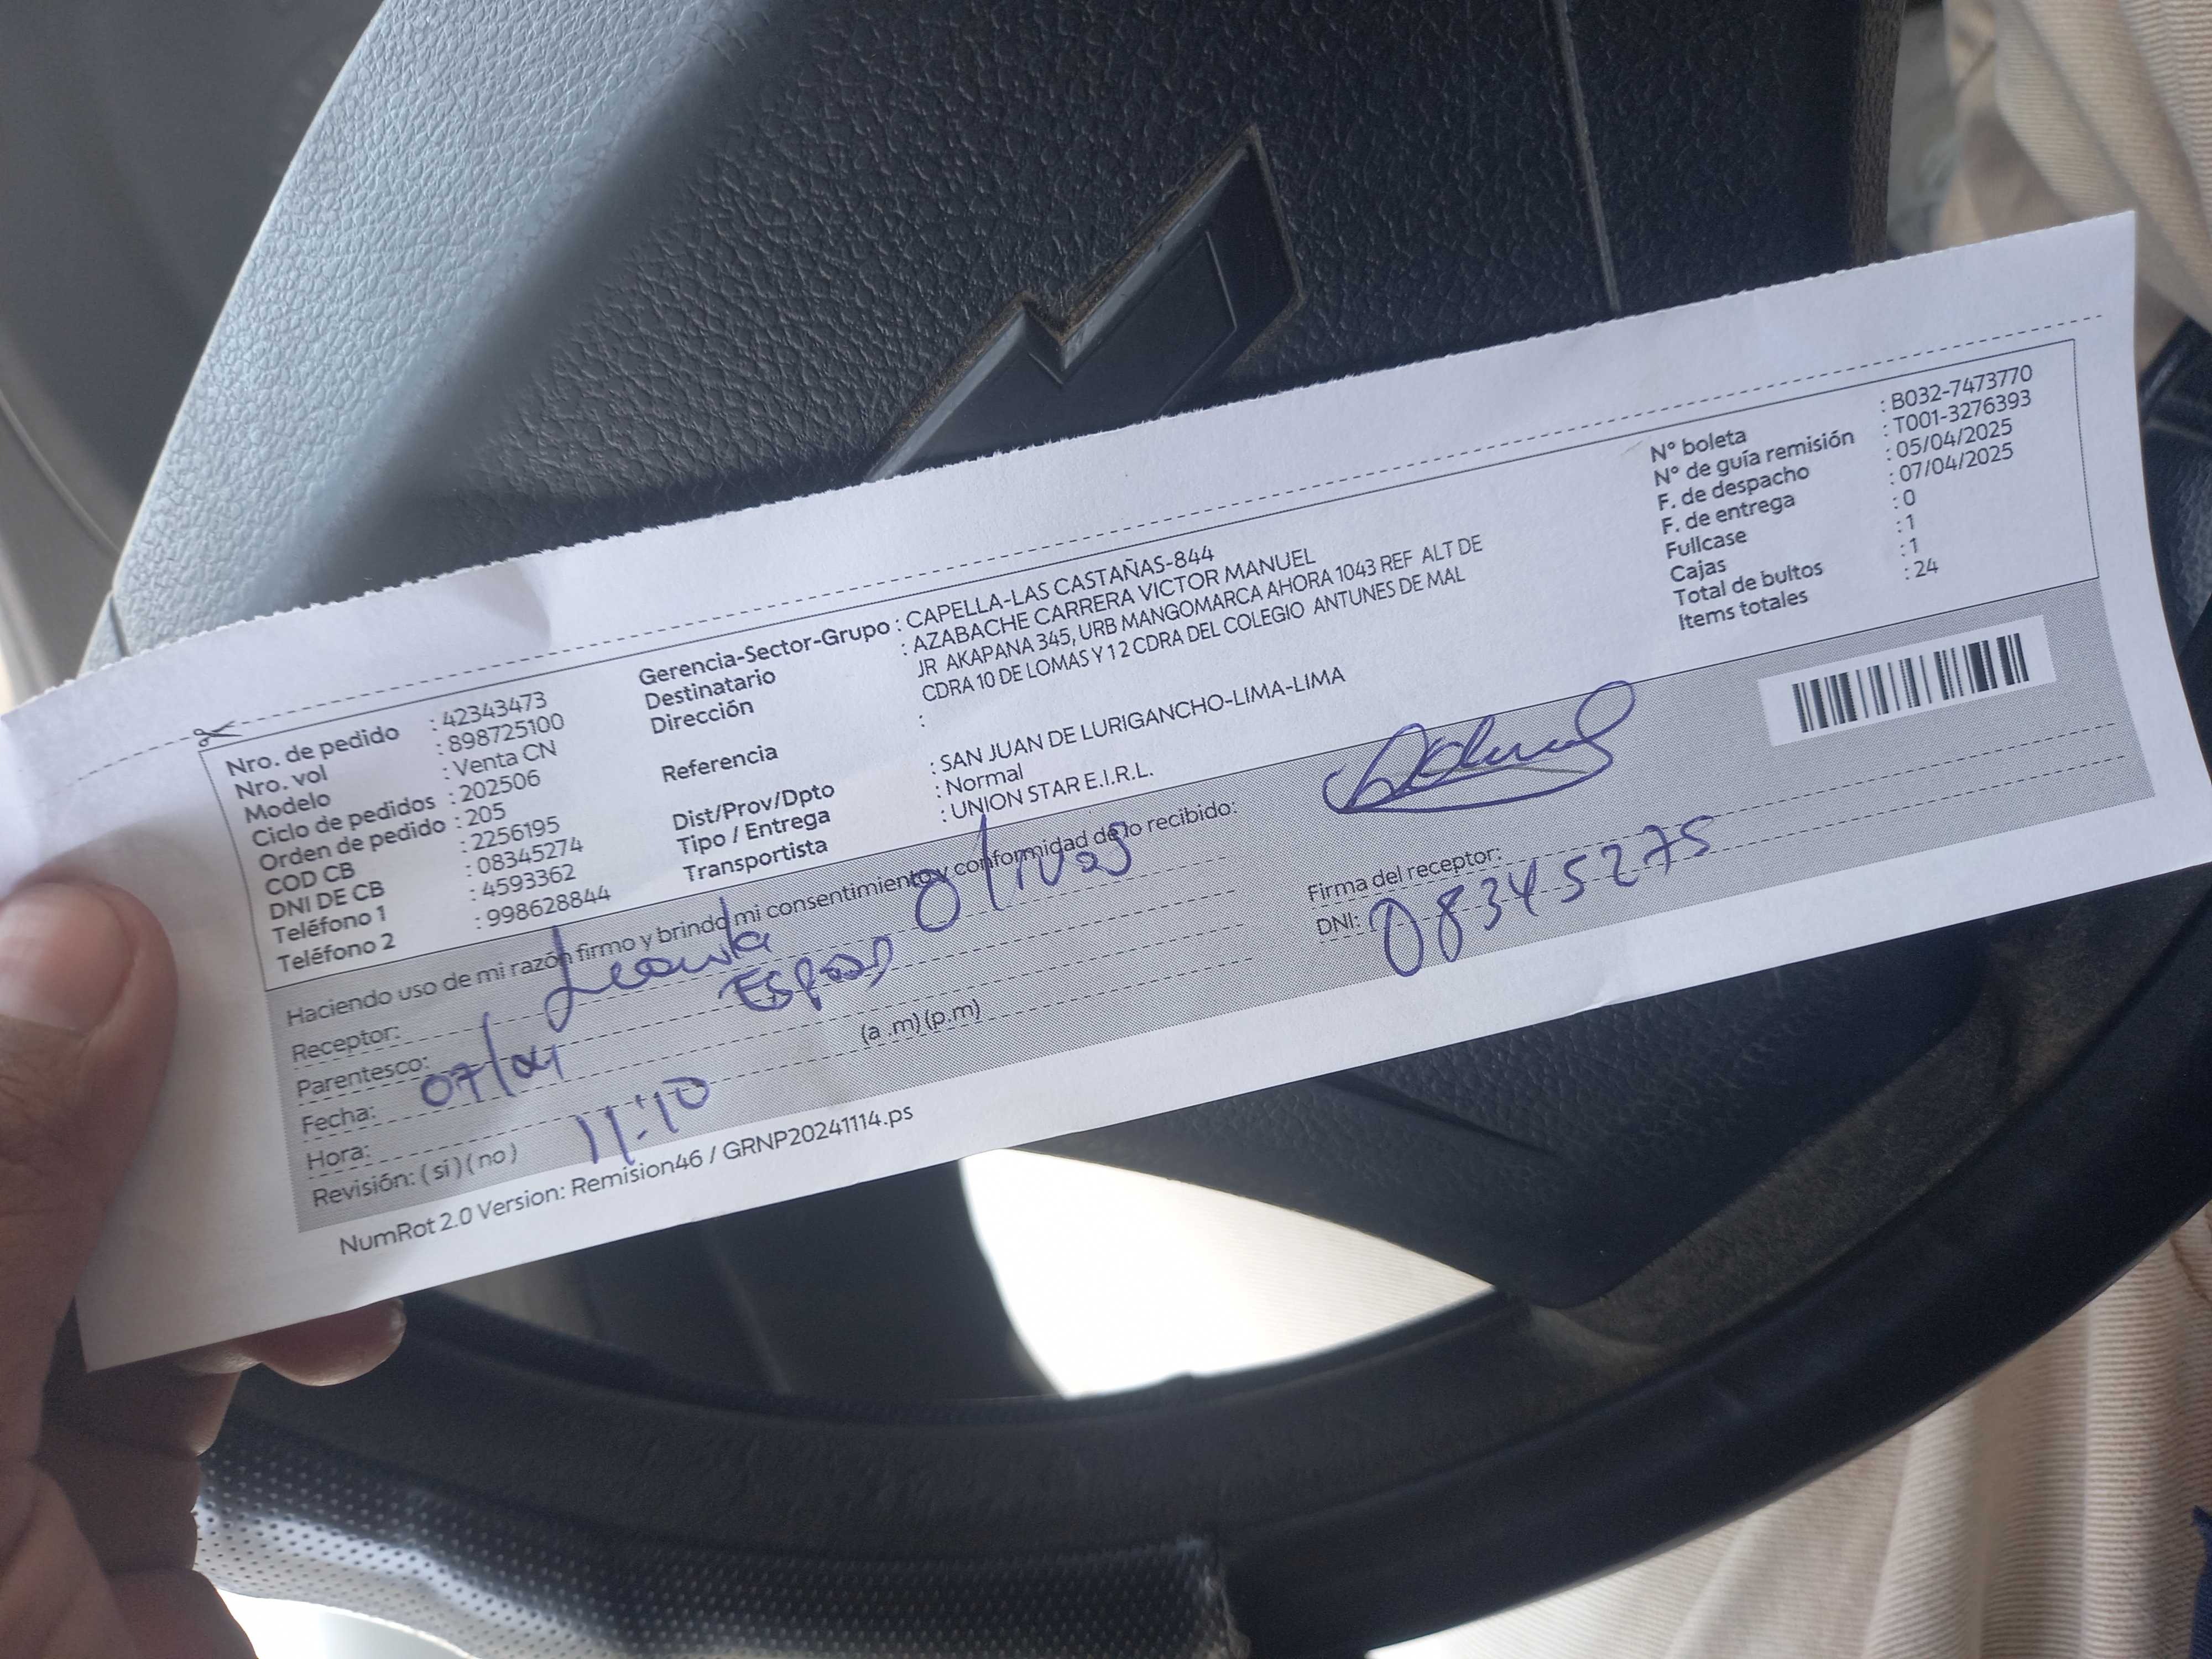 Nro. de pedido : 42343473
Nro. vol : 898725100
Modelo : Venta CN
Ciclo de pedidos : 202506
Orden de pedido : 205
COD CB : 2256195
DNI DE CB : 08345274
Teléfono 1 : 4593362
Teléfono 2 : 998628844
Gerencia-Sector-Grupo : CAPELLA-LAS CASTAÑAS-844
Destinatario : AZABACHE CARRERA VICTOR MANUEL
Dirección JR AKAPANA 345, URB MANGOMARCA AHORA 1043 REF ALT DE
CDRA 10 DE LOMAS Y 1 2 CDRA DEL COLEGIO ANTUNES DE MAL
Referencia :
Dist/Prov/Dpto : SAN JUAN DE LURIGANCHO-LIMA-LIMA
Tipo / Entrega : Normal
Transportista : UNION STAR E.I.R.L.
N° boleta : B032-7473770
N° de guía remisión : T001-3276393
F. de despacho : 05/04/2025
F. de entrega : 07/04/2025
Fullcase : 0
Cajas : 1
Total de bultos : 1
Items totales : 24
Haciendo uso de mi razón firmo y brindo mi consentimiento y conformidad de lo recibido:
Receptor: Olivas
Parentesco: Esposa
Fecha: 07/04
Hora: 11:10 (a .m) (p.m)
Revisión: ( si ) ( no )
Firma del receptor:
DNI: 08345275
NumRot 2.0 Version: Remision46 / GRNP20241114.ps